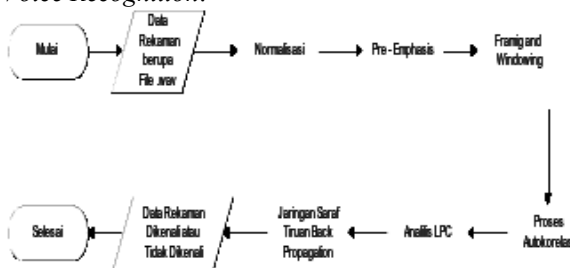 Voice Recognition.
Mulai
Data
Rekaman
berupa
File .wav
Normalisasi
Pre - Emphasis
Framig and
Windowing
Proses
Autokorelasi
Analilis LPC
Jaringan Saraf
Tiruan Back
Propagation
Data Rekaman
Dikenali atau
Tidak Dikenali
Selesai